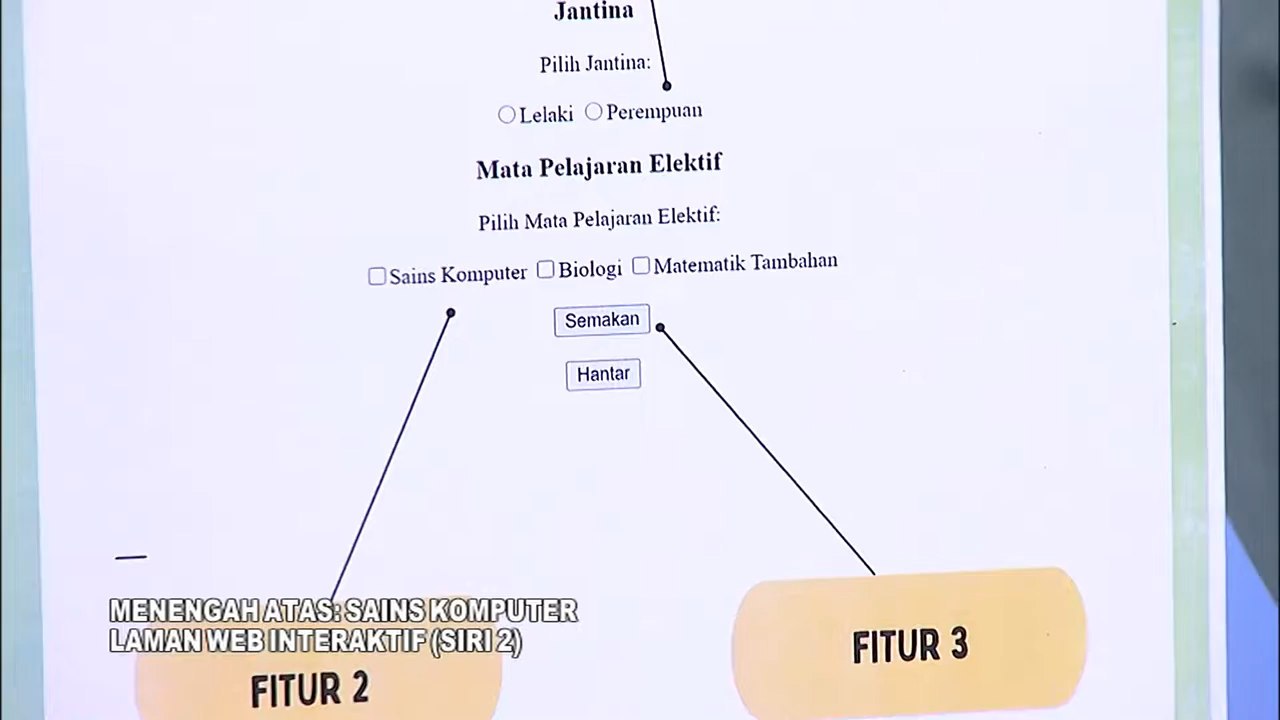 Jantina
Pilih Jantina:
Lelaki Perempuan
Mata Pelajaran Elektif
Pilih Mata Pelajaran Elektif:
Sains Komputer Biologi Matematik Tambahan
Semakan
Hantar
MENENGAH ATAS: SAINS KOMPUTER
LAMAN WEB INTERAKTIF (SIRI 2)
FITUR 2
FITUR 3